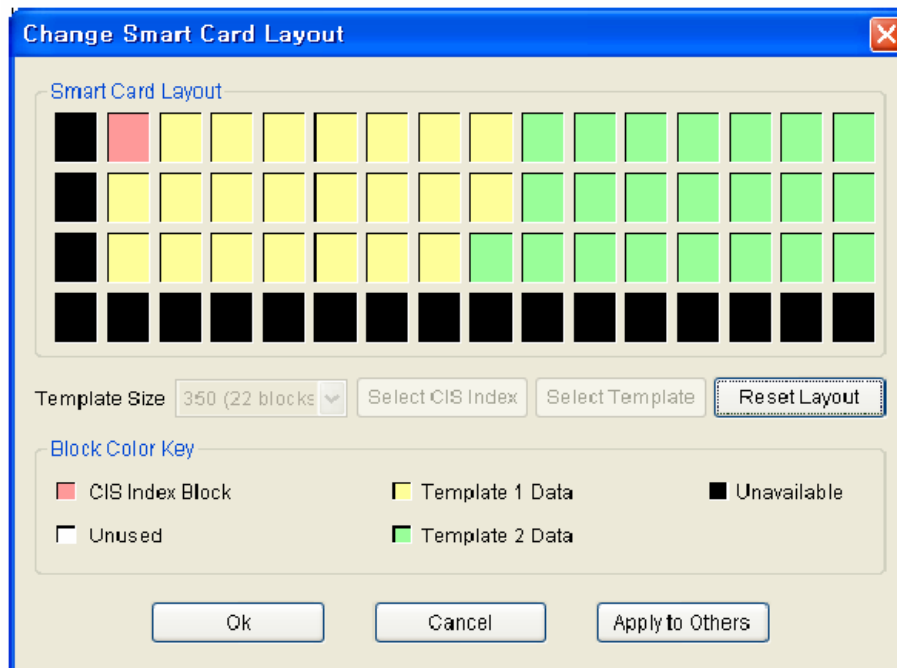 Change Smart Card Layout
Smart Card Layout
Template Size 350 (22 blocks Select CIS Index Select Template Reset Layout
Block Color Key
CIS Index Block Template 1 Data Unavailable
Unused Template 2 Data
Ok Cancel Apply to Others